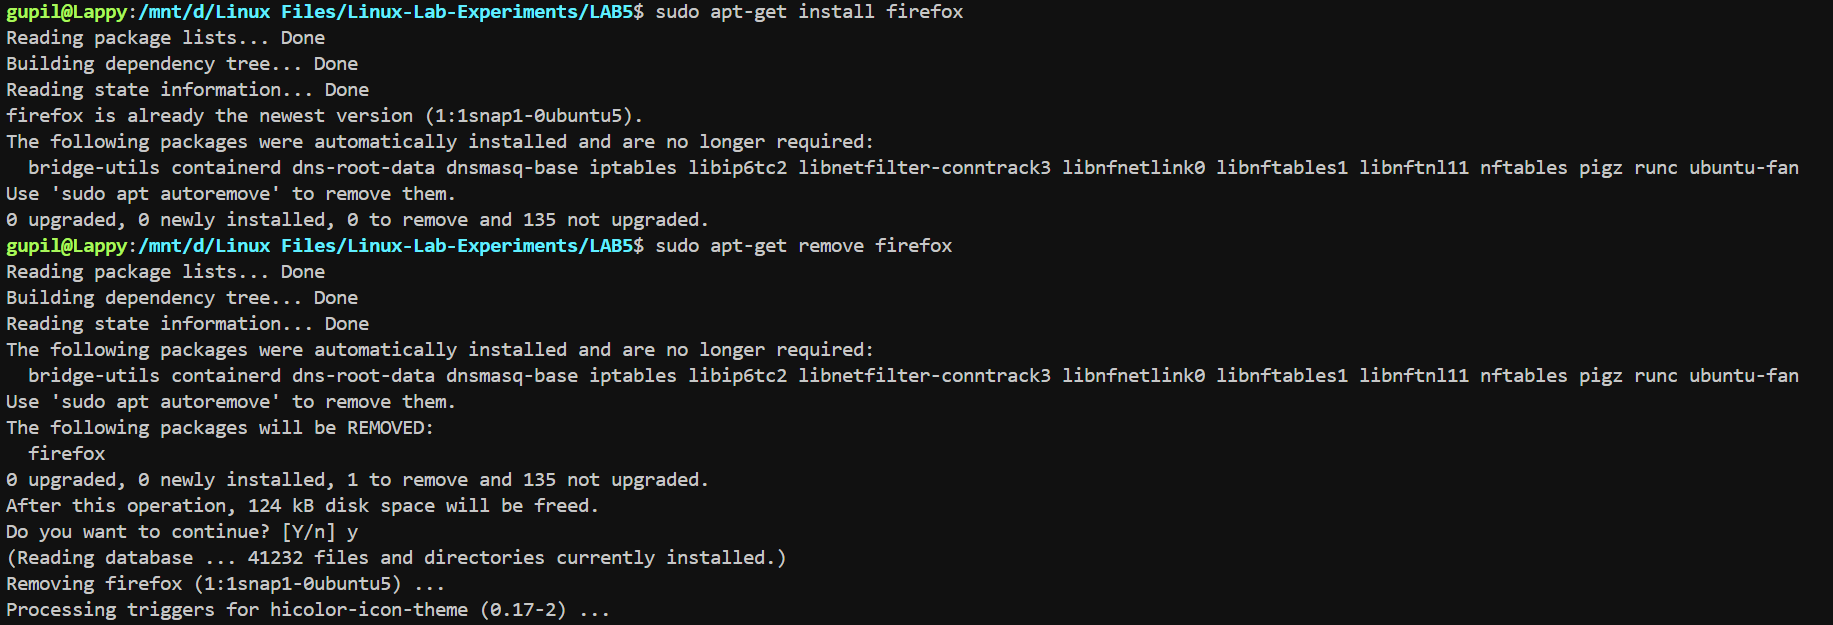 gupil@Lappy:/mnt/d/Linux Files/Linux-Lab-Experiments/LAB5$ sudo apt-get install firefox
Reading package lists... Done
Building dependency tree... Done
Reading state information... Done
firefox is already the newest version (1:1snap1-0ubuntu5).
The following packages were automatically installed and are no longer required:
  bridge-utils containerd dns-root-data dnsmasq-base iptables libip6tc2 libnetfilter-conntrack3 libnfnetlink0 libnftables1 libnftnl11 nftables pigz runc ubuntu-fan
Use 'sudo apt autoremove' to remove them.
0 upgraded, 0 newly installed, 0 to remove and 135 not upgraded.
gupil@Lappy:/mnt/d/Linux Files/Linux-Lab-Experiments/LAB5$ sudo apt-get remove firefox
Reading package lists... Done
Building dependency tree... Done
Reading state information... Done
The following packages were automatically installed and are no longer required:
  bridge-utils containerd dns-root-data dnsmasq-base iptables libip6tc2 libnetfilter-conntrack3 libnfnetlink0 libnftables1 libnftnl11 nftables pigz runc ubuntu-fan
Use 'sudo apt autoremove' to remove them.
The following packages will be REMOVED:
  firefox
0 upgraded, 0 newly installed, 1 to remove and 135 not upgraded.
After this operation, 124 kB disk space will be freed.
Do you want to continue? [Y/n] y
(Reading database ... 41232 files and directories currently installed.)
Removing firefox (1:1snap1-0ubuntu5) ...
Processing triggers for hicolor-icon-theme (0.17-2) ...